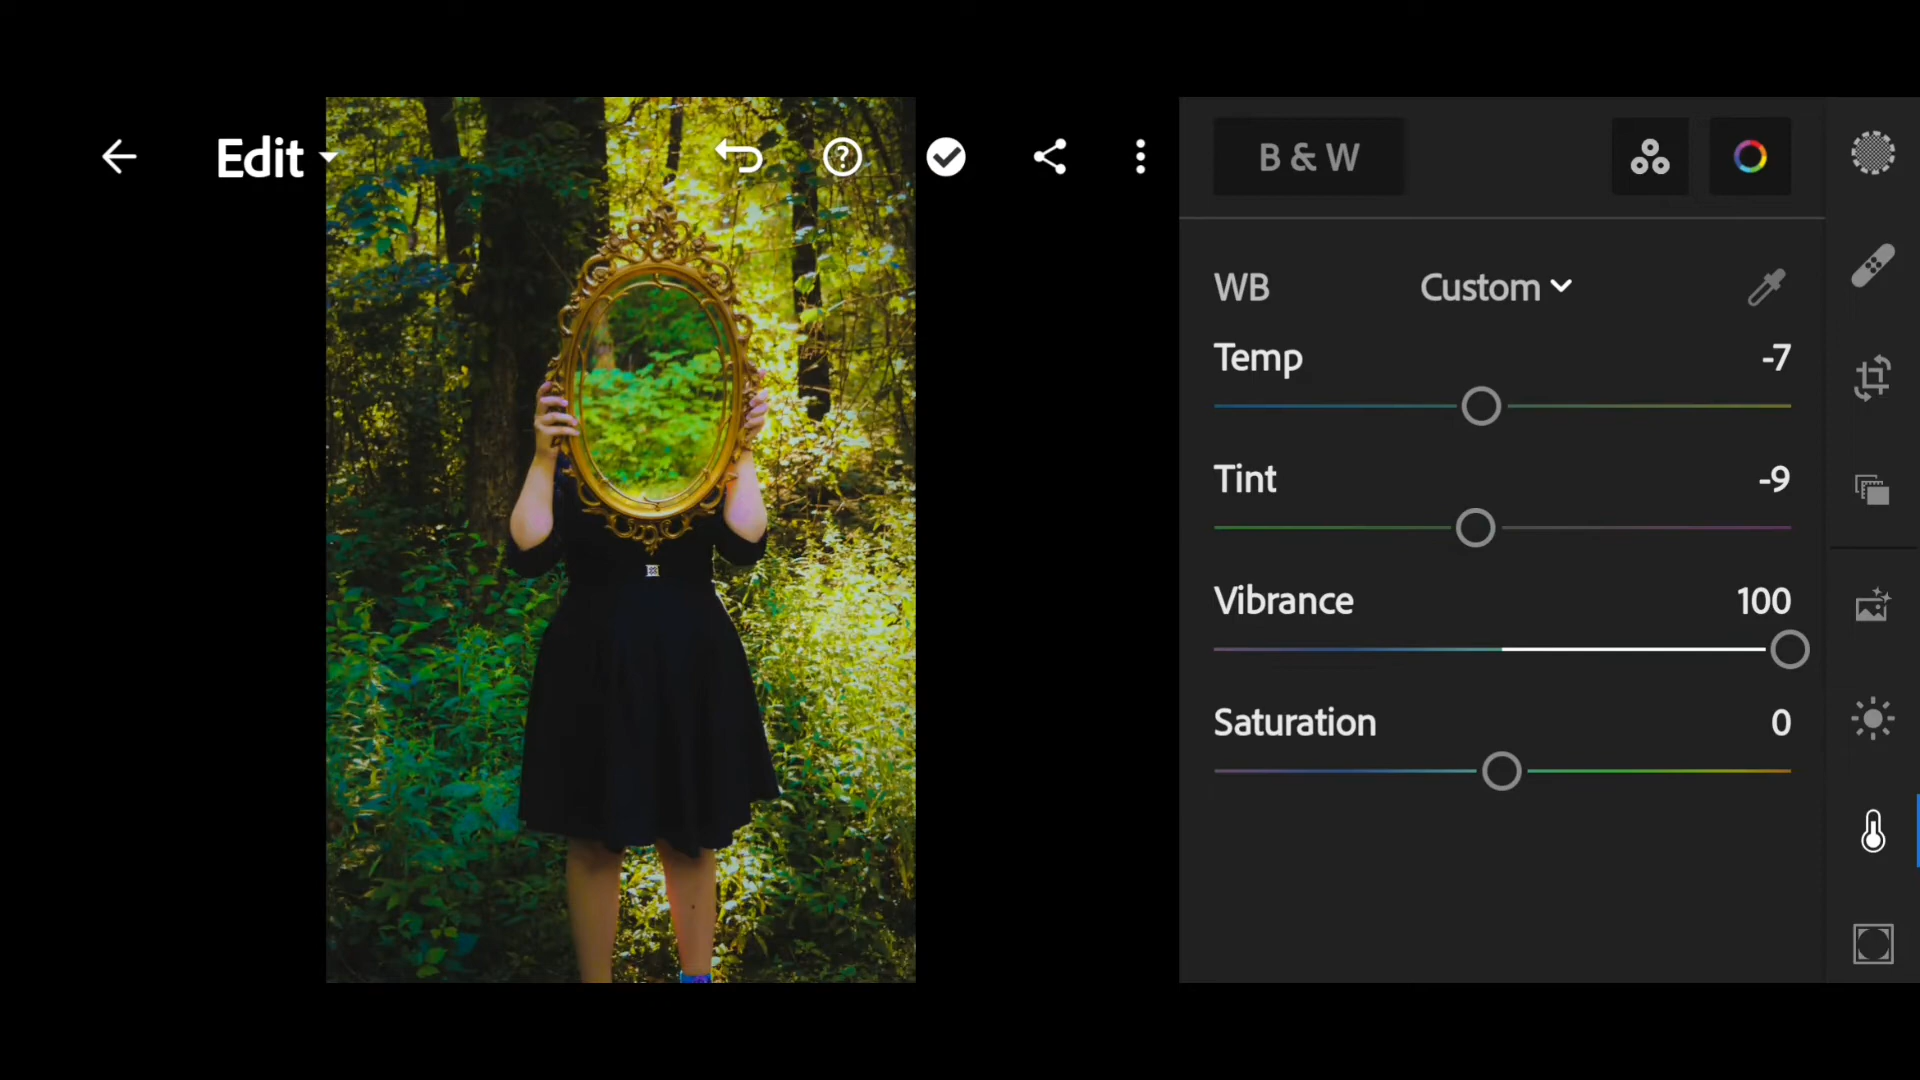 Edit
B & W
WB Custom
Temp -7
Tint -9
Vibrance 100
Saturation 0